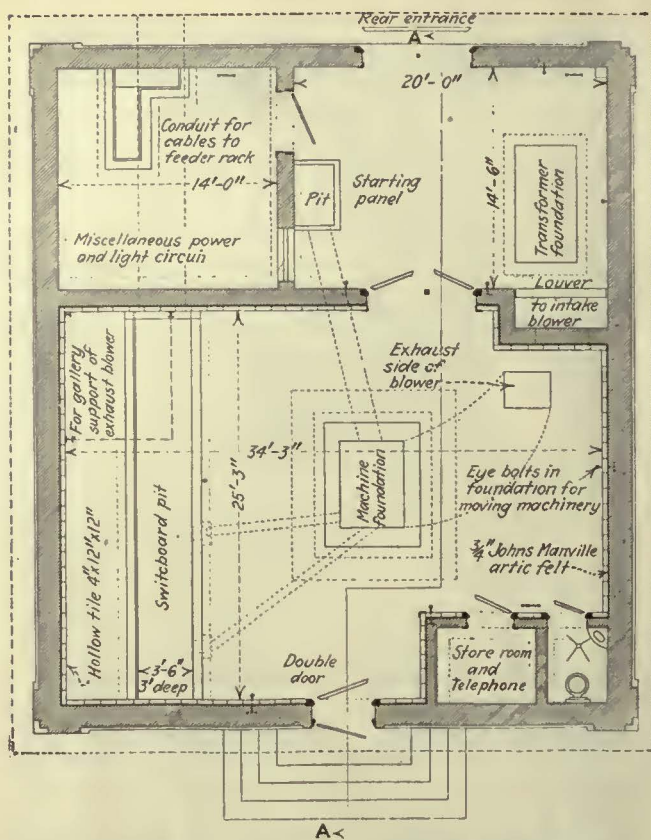 Rear entrance
A
20'-0"
Conduit for
cables to
feeder rack
14'-0"
Pit
Starting
panel
14'-6"
Transformer
foundation
Miscellaneous power
and light circuin
Louver
to intake
blower
For gallery
support of
exhaust blower
Exhaust
side of
blower
34'-3"
25'-3"
Machine
foundation
Eye bolts in
foundation for
moving machinery
3/4" Johns Manville
artic felt
Hollow tile 4"x12"x12"
Switchboard pit
3'-6"
3' deep
Double
door
Store room
and
Telephone
A